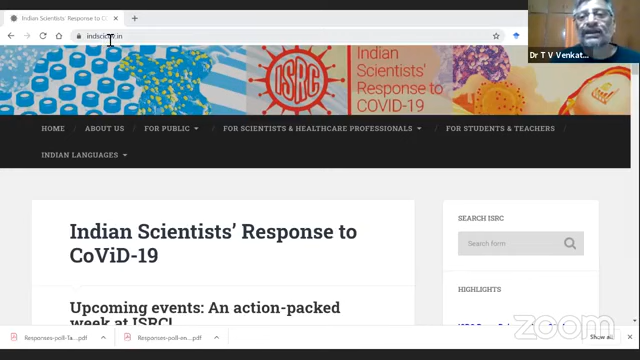 Indian Scientists' Response to Co
indscicov.in
Dr T V Venkat...
ISRC
Indian
Scientists'
Response to
COVID-19
HOME
ABOUT US
FOR PUBLIC
FOR SCIENTISTS & HEALTHCARE PROFESSIONALS
FOR STUDENTS & TEACHERS
INDIAN LANGUAGES
Indian Scientists' Response to
CoViD-19
Upcoming events: An action-packed
week at ISRC!
SEARCH ISRC
Search form
HIGHLIGHTS
zoom
Responses-poll-1a....pdf
Responses-poll-en....pdf
Show all